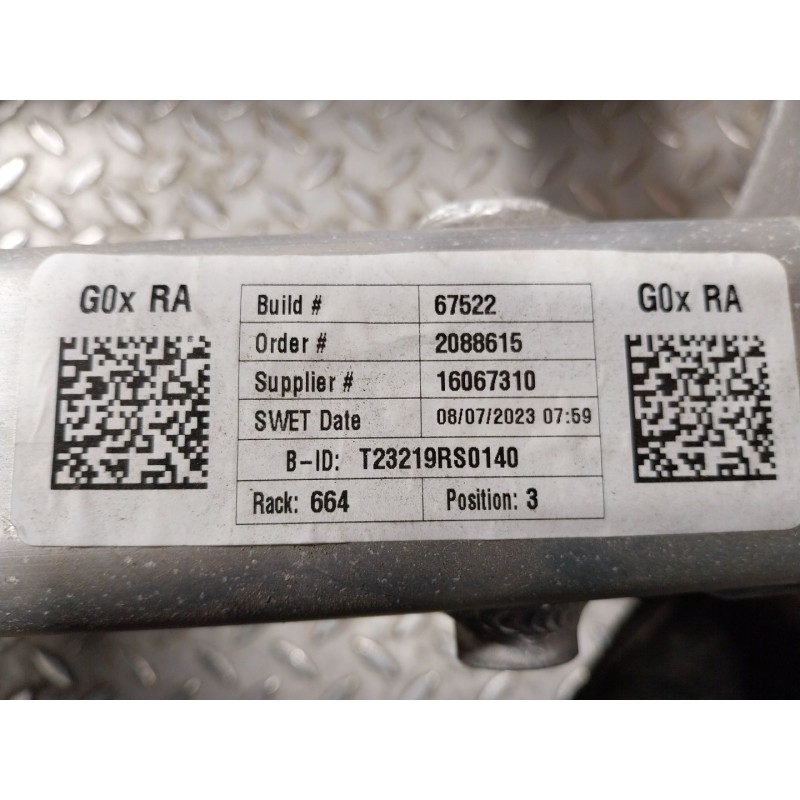 G0x RA
Build # 67522
Order # 2088615
Supplier # 16067310
SWET Date 08/07/2023 07:59
B-ID: T23219RS0140
Rack: 664 Position: 3
G0x RA